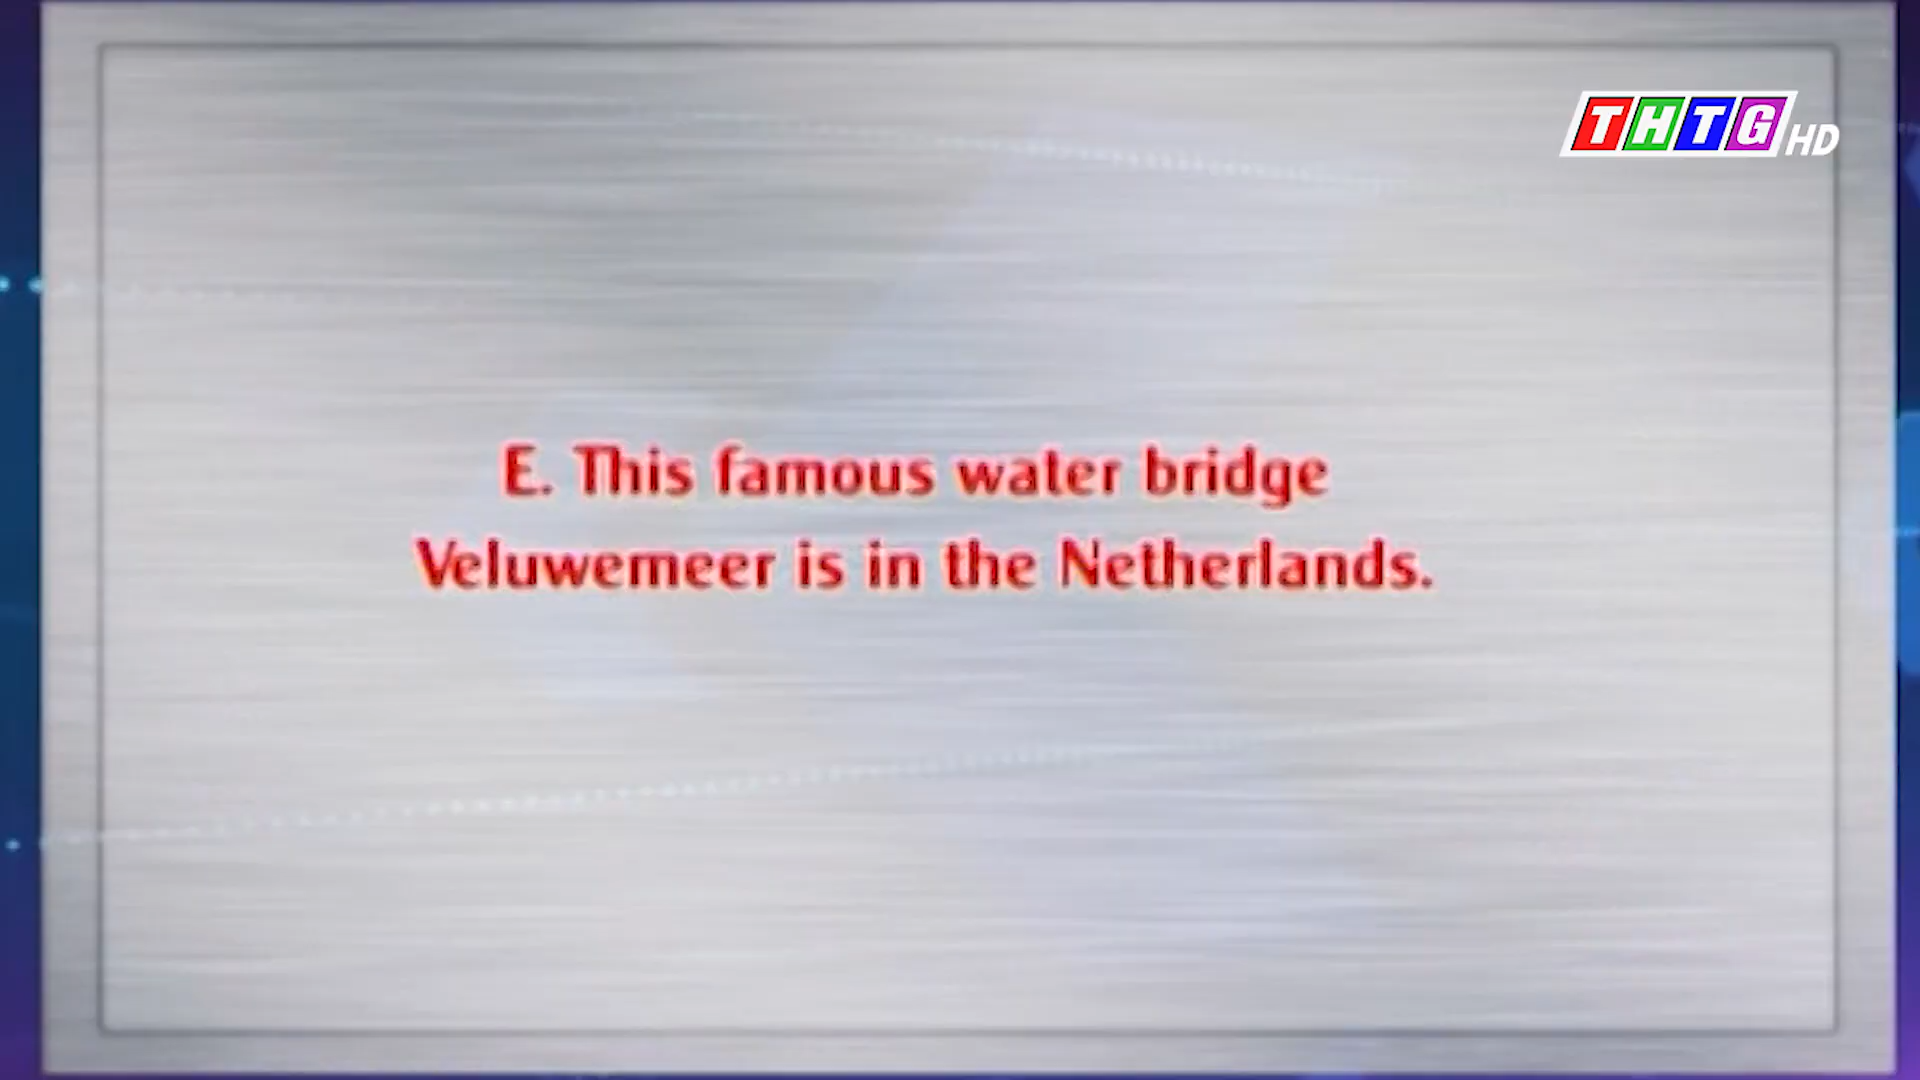 THTG HD
E. This famous water bridge
Veluwemeer is in the Netherlands.